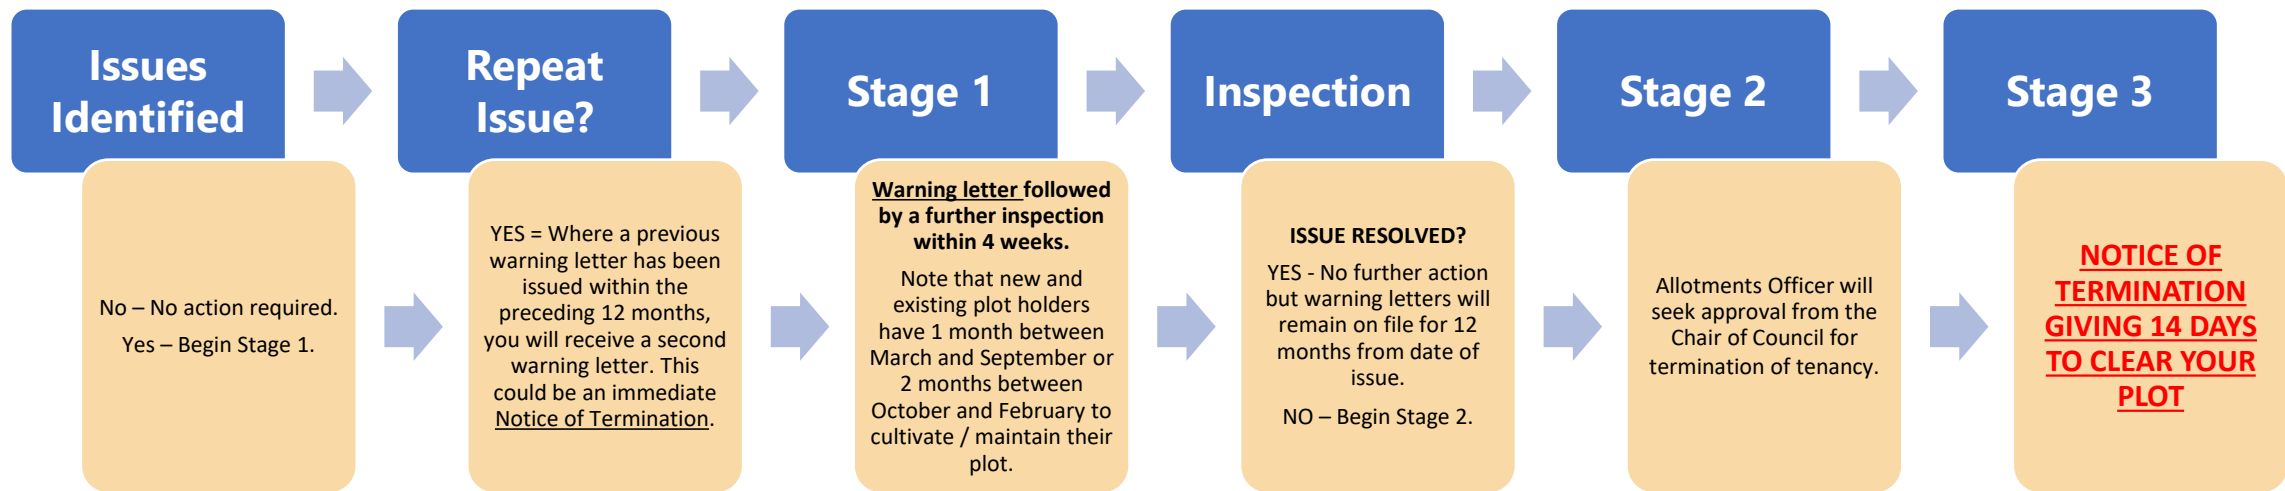 Issues
Identified
No – No action required.
Yes – Begin Stage 1.
Repeat
Issue?
YES = Where a previous
warning letter has been
issued within the
preceding 12 months,
you will receive a second
warning letter. This
could be an immediate
Notice of Termination.
Stage 1
Warning letter followed
by a further inspection
within 4 weeks.
Note that new and
existing plot holders
have 1 month between
March and September or
2 months between
October and February to
cultivate / maintain their
plot.
Inspection
ISSUE RESOLVED?
YES - No further action
but warning letters will
remain on file for 12
months from date of
issue.
NO – Begin Stage 2.
Stage 2
Allotments Officer will
seek approval from the
Chair of Council for
termination of tenancy.
Stage 3
NOTICE OF
TERMINATION
GIVING 14 DAYS
TO CLEAR YOUR
PLOT